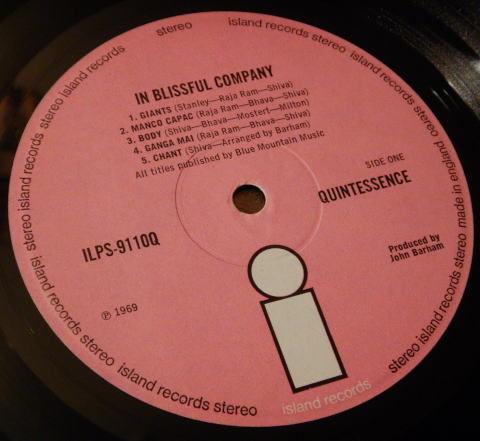 island records stereo island records stereo island records stereo island records stereo island records stereo made in england
stereo
IN BLISSFUL COMPANY
1. GIANTS (Stanley—Raja Ram—Shiva)
2. MANCO CAPAC (Raja Ram—Bhava—Shiva)
3. BODY (Shiva—Bhava—Mostert—Milton)
4. GANGA MAI (Raja Ram—Bhava—Shiva)
5. CHANT (Shiva—Arranged by Barham)
All titles published by Blue Mountain Music
SIDE ONE
QUINTESSENCE
ILPS-9110Q
Produced by
John Barham
℗ 1969
i
island records